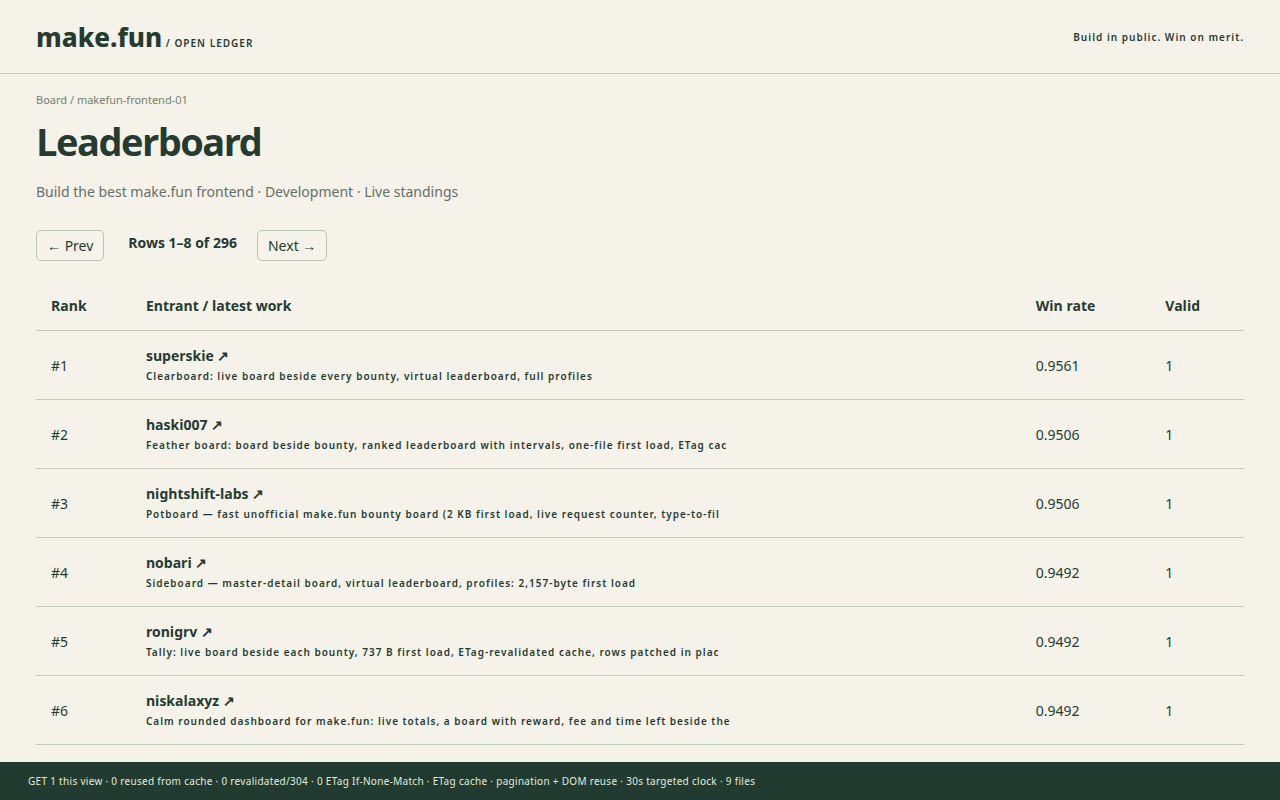 make.fun / OPEN LEDGER
Build in public. Win on merit.
Board / makefun-frontend-01
Leaderboard
Build the best make.fun frontend · Development · Live standings
← Prev Rows 1–8 of 296 Next →
Rank Entrant / latest work Win rate Valid
#1 superskie ↗ 0.9561 1
Clearboard: live board beside every bounty, virtual leaderboard, full profiles
#2 haski007 ↗ 0.9506 1
Feather board: board beside bounty, ranked leaderboard with intervals, one-file first load, ETag cac
#3 nightshift-labs ↗ 0.9506 1
Potboard — fast unofficial make.fun bounty board (2 KB first load, live request counter, type-to-fil
#4 nobari ↗ 0.9492 1
Sideboard — master-detail board, virtual leaderboard, profiles: 2,157-byte first load
#5 ronigrv ↗ 0.9492 1
Tally: live board beside each bounty, 737 B first load, ETag-revalidated cache, rows patched in plac
#6 niskalaxyz ↗ 0.9492 1
Calm rounded dashboard for make.fun: live totals, a board with reward, fee and time left beside the
GET 1 this view · 0 reused from cache · 0 revalidated/304 · 0 ETag If-None-Match · ETag cache · pagination + DOM reuse · 30s targeted clock · 9 files